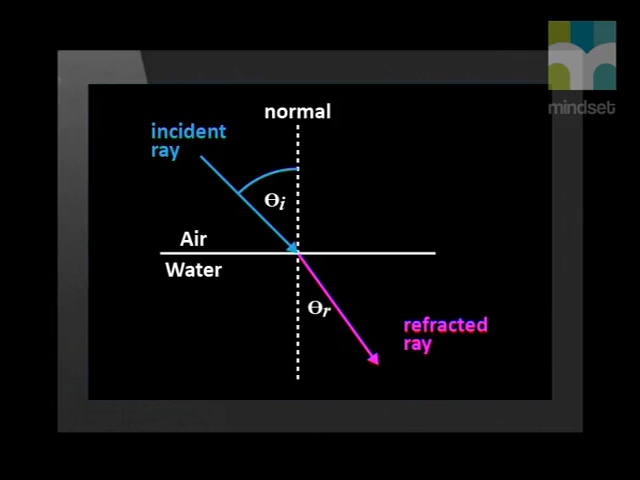 mindset
normal
incident
ray
ϴi
Air
Water
ϴr
refracted
ray